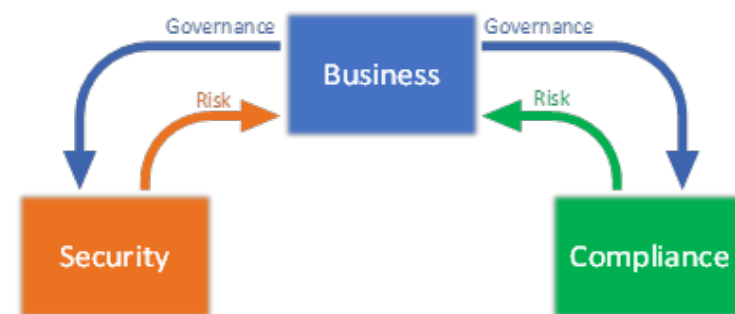 Governance
Governance
Business
Risk
Risk
Security
Compliance